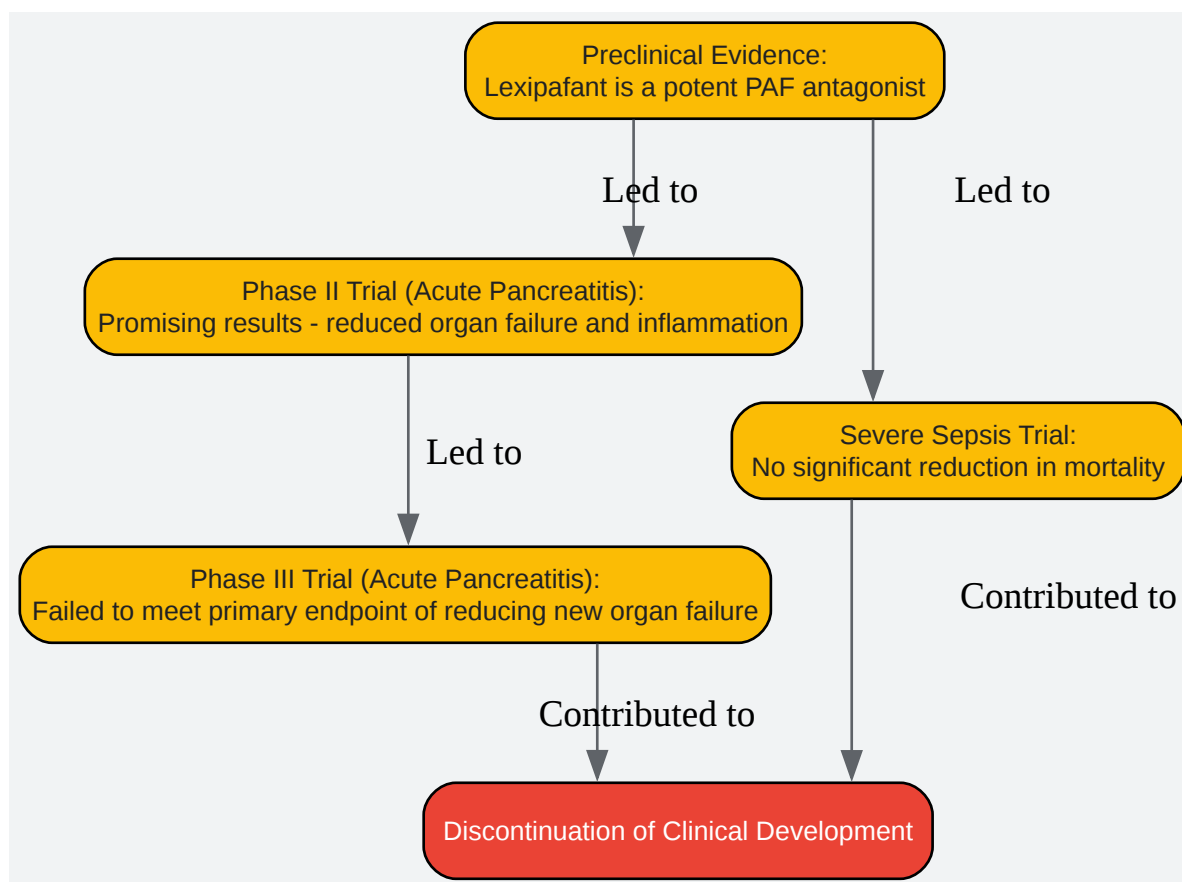 Preclinical Evidence:
Lexipafant is a potent PAF antagonist
Led to
Led to
Phase II Trial (Acute Pancreatitis):
Promising results - reduced organ failure and inflammation
Led to
Severe Sepsis Trial:
No significant reduction in mortality
Phase III Trial (Acute Pancreatitis):
Failed to meet primary endpoint of reducing new organ failure
Contributed to
Contributed to
Discontinuation of Clinical Development